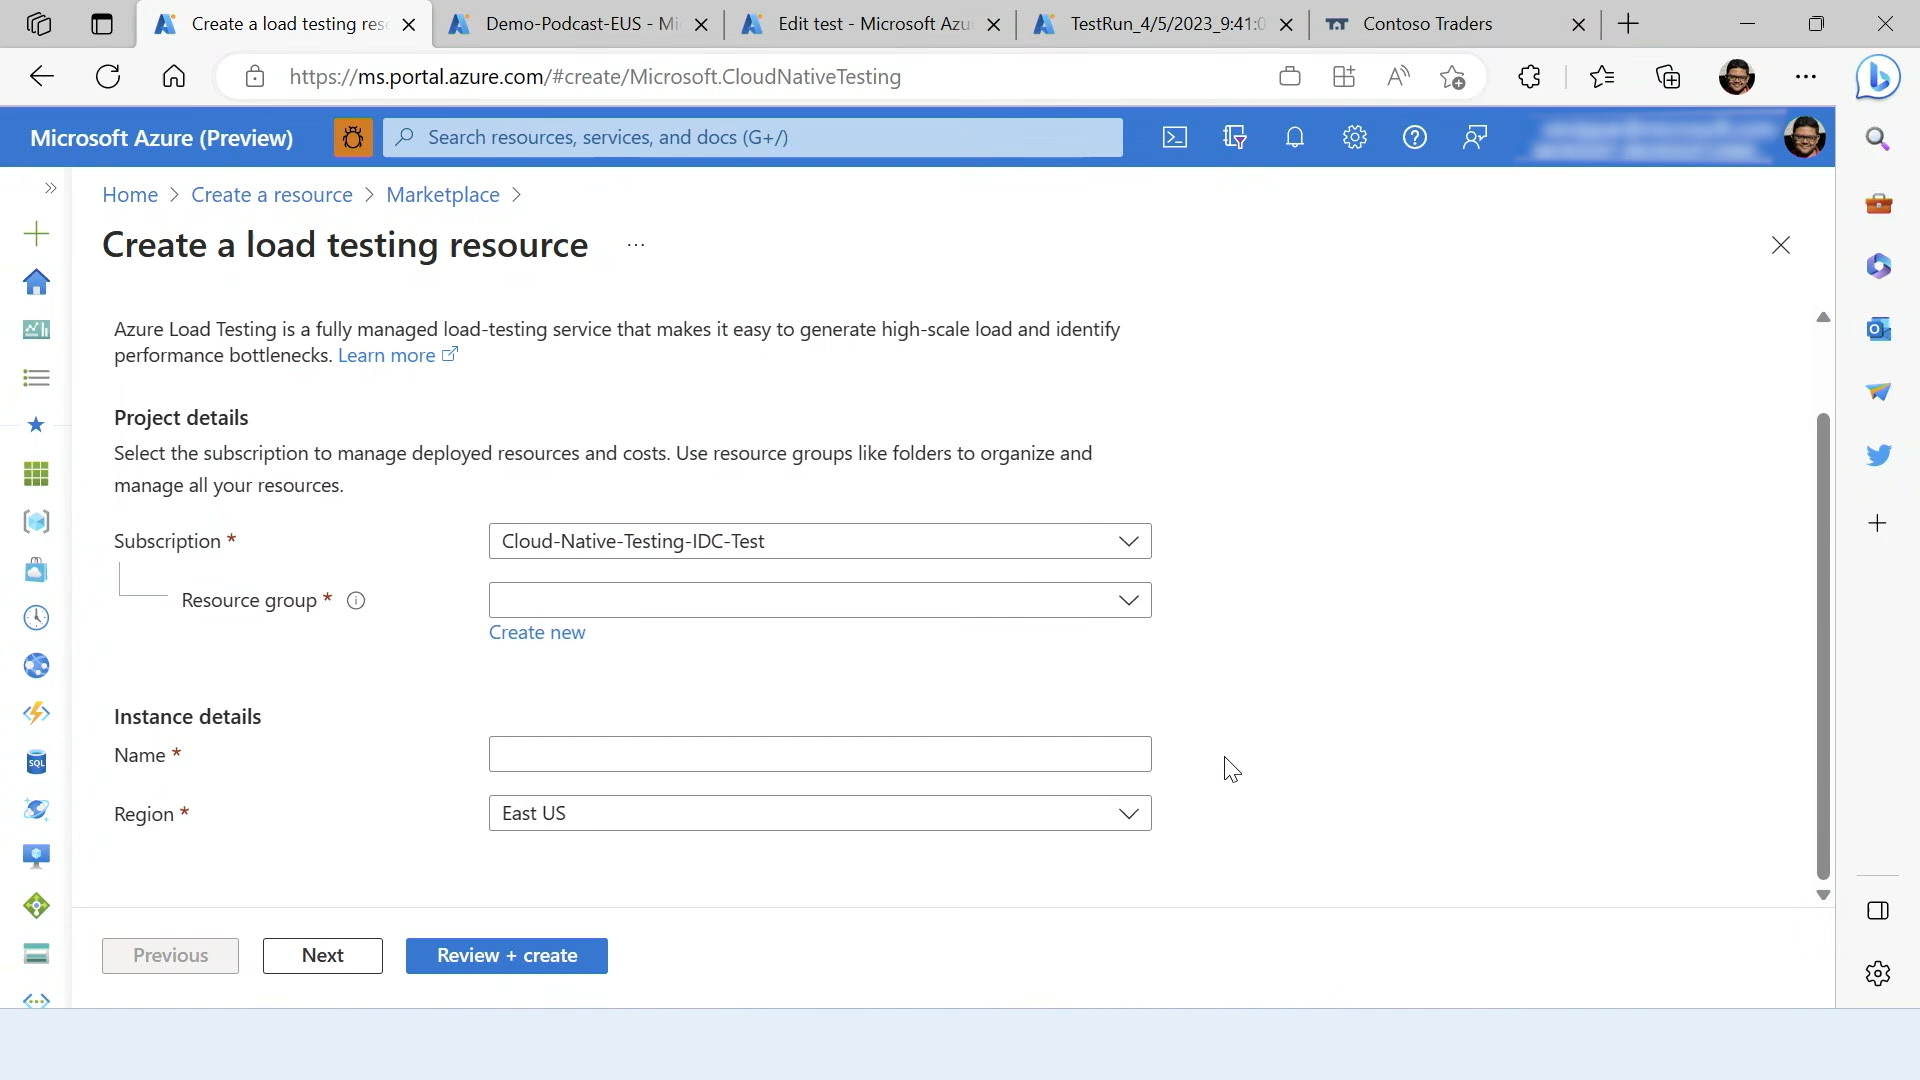 Create a load testing res
Demo-Podcast-EUS - Mi
Edit test - Microsoft Azu
TestRun_4/5/2023_9:41:0
Contoso Traders
https://ms.portal.azure.com/#create/Microsoft.CloudNativeTesting
Microsoft Azure (Preview)
Search resources, services, and docs (G+/)
Home > Create a resource > Marketplace >
Create a load testing resource ...
Azure Load Testing is a fully managed load-testing service that makes it easy to generate high-scale load and identify
performance bottlenecks. Learn more
Project details
Select the subscription to manage deployed resources and costs. Use resource groups like folders to organize and
manage all your resources.
Subscription *
Cloud-Native-Testing-IDC-Test
Resource group *
Create new
Instance details
Name *
Region *
East US
Previous
Next
Review + create
SQL